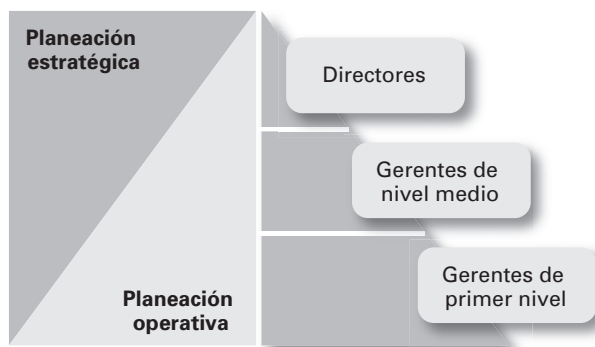 Planeación
estratégica
Directores
Gerentes de
nivel medio
Gerentes de
primer nivel
Planeación
operativa